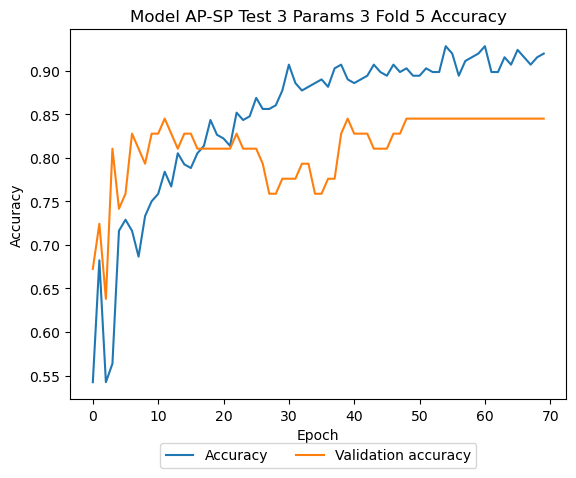 Model AP-SP Test 3 Params 3 Fold 5 Accuracy
Accuracy
0.90
0.85
0.80
0.75
0.70
0.65
0.60
0.55
0 10 20 30 40 50 60 70
Epoch
Accuracy Validation accuracy